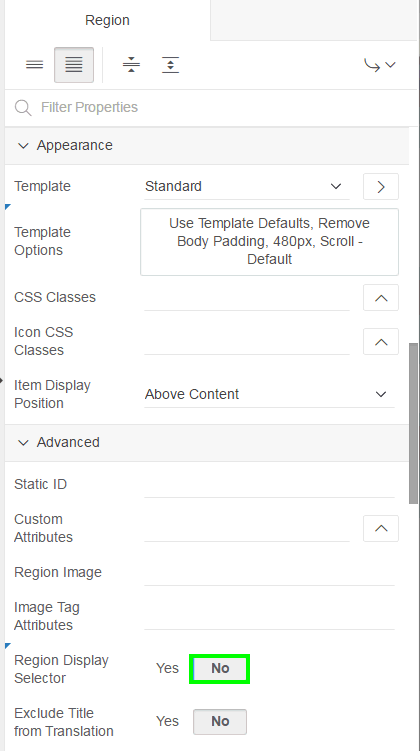 Region
Filter Properties
Appearance
Template Standard
Template
Options
Use Template Defaults, Remove
Body Padding, 480px, Scroll -
Default
CSS Classes
Icon CSS
Classes
Item Display
Position
Above Content
Advanced
Static ID
Custom
Attributes
Region Image
Image Tag
Attributes
Region Display
Selector
Yes No
Exclude Title
from Translation
Yes No